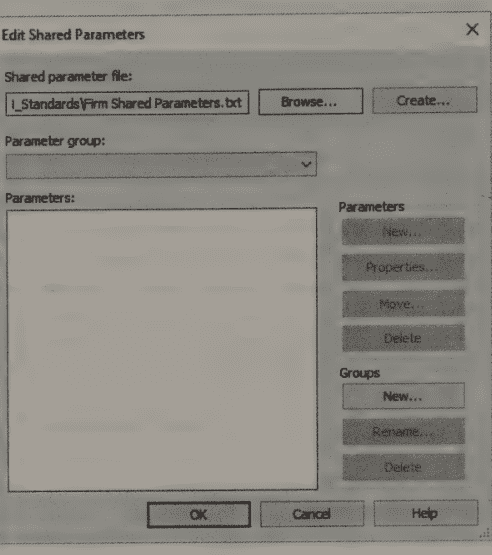 Edit Shared Parameters
Shared parameter file:
I_Standards\Firm Shared Parameters.txt
Browse...
Create...
Parameter group:
Parameters:
Parameters
New...
Properties...
Move...
Delete
Groups
New...
Rename...
Delete
OK
Cancel
Help